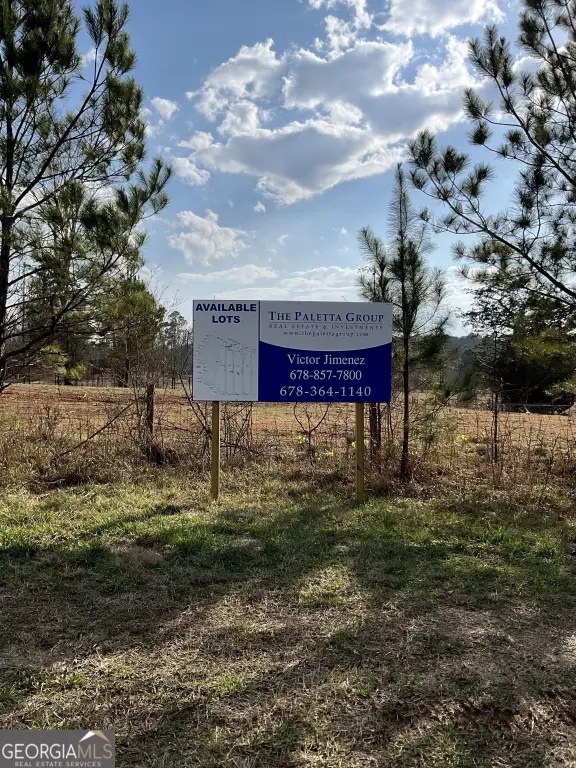 AVAILABLE
LOTS
THE PALETTA GROUP
REAL ESTATE & INVESTMENTS
www.thepalettagroup.com
Victor Jimenez
678-857-7800
678-364-1140
GEORGIAMLS
REAL ESTATE SERVICES